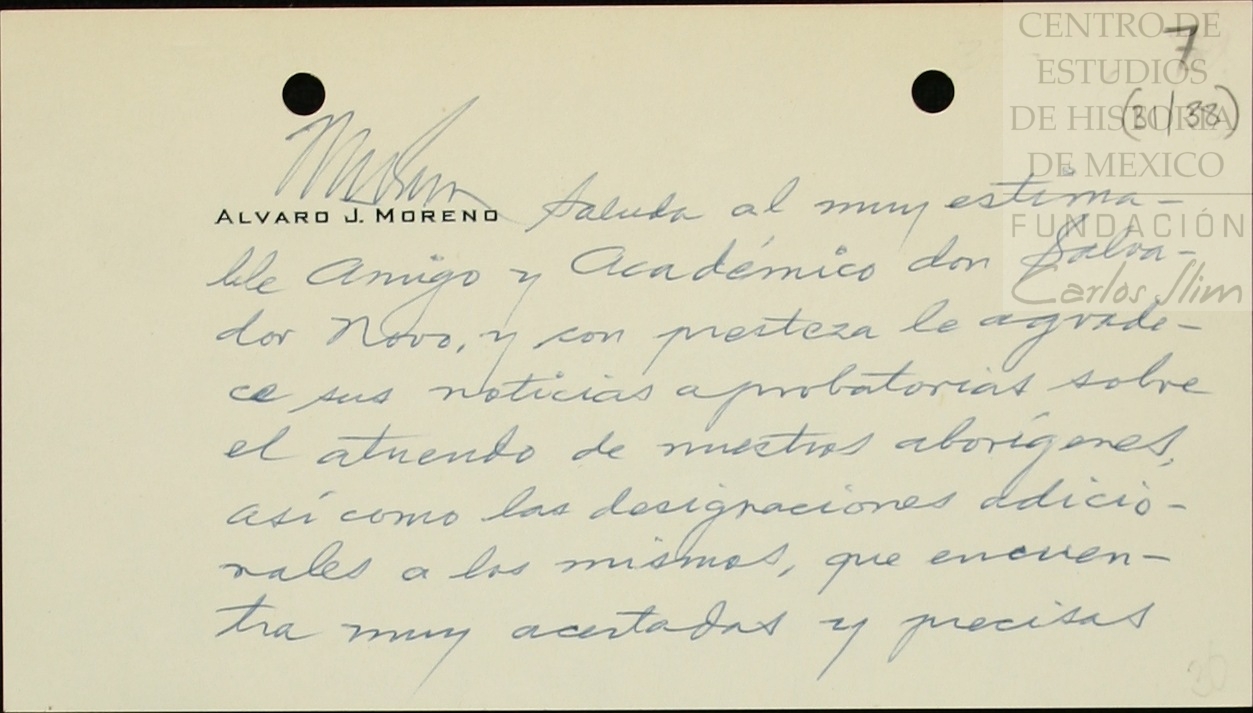 CENTRO DE
ESTUDIOS
DE HISTORIA
DE MEXICO
FUNDACIÓN
Carlos Slim
7
(31/38)
ALVARO J. MORENO saluda al muy estima-
ble Amigo y Académico don Salva-
dor Novo, y con presteza le agrade-
ce sus noticias aprobatorias sobre
el atuendo de nuestros aborígenes,
así como las designaciones adicio-
nales a los mismos, que encuen-
tra muy acertadas y precisas
30